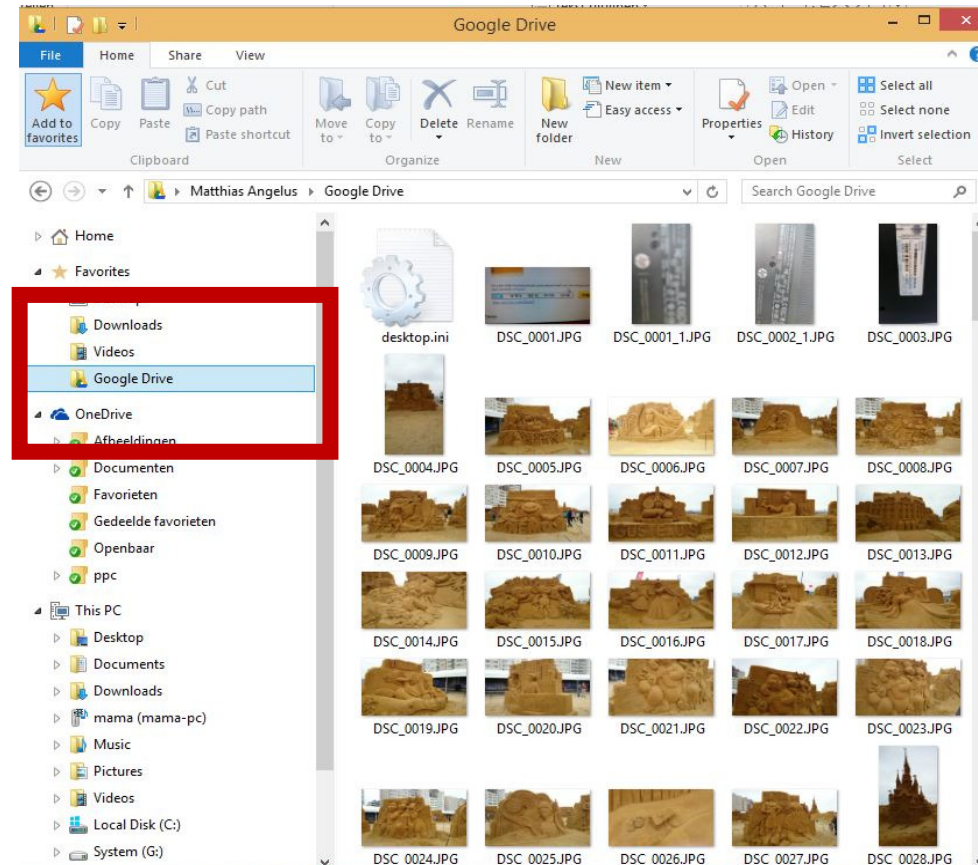 Google Drive
File Home Share View
Add to favorites
Copy
Paste
Cut
Copy path
Paste shortcut
Clipboard
Move to
Copy to
Delete
Rename
Organize
New folder
New item
Easy access
New
Properties
Open
Edit
History
Open
Select all
Select none
Invert selection
Select
Matthias Angelus Google Drive
Search Google Drive
Home
Favorites
Downloads
Videos
Google Drive
OneDrive
Afbeeldingen
Documenten
Favorieten
Gedeelde favorieten
Openbaar
ppc
This PC
Desktop
Documents
Downloads
mama (mama-pc)
Music
Pictures
Videos
Local Disk (C:)
System (G:)
desktop.ini DSC_0001.JPG DSC_0001_1.JPG DSC_0002_1.JPG DSC_0003.JPG
DSC_0004.JPG DSC_0005.JPG DSC_0006.JPG DSC_0007.JPG DSC_0008.JPG
DSC_0009.JPG DSC_0010.JPG DSC_0011.JPG DSC_0012.JPG DSC_0013.JPG
DSC_0014.JPG DSC_0015.JPG DSC_0016.JPG DSC_0017.JPG DSC_0018.JPG
DSC_0019.JPG DSC_0020.JPG DSC_0021.JPG DSC_0022.JPG DSC_0023.JPG
DSC_0024.JPG DSC_0025.JPG DSC_0026.JPG DSC_0027.JPG DSC_0028.JPG